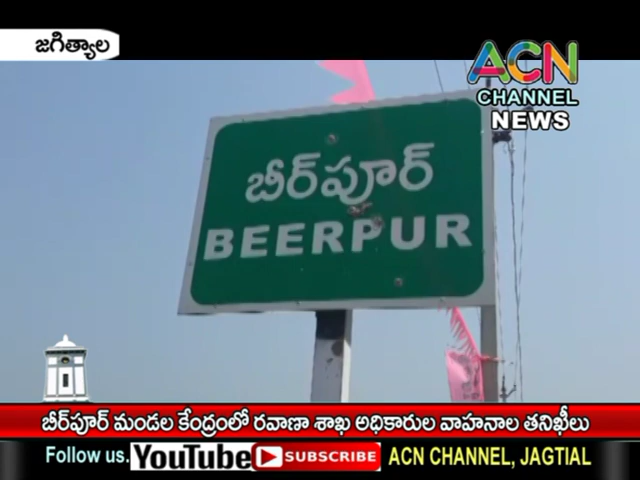 జగిత్యాల
ACN
CHANNEL
NEWS
బీర్‌పూర్
BEERPUR
బీర్‌పూర్ మండల కేంద్రంలో రవాణా శాఖ అధికారుల వాహనాల తనిఖీలు
Follow us. YouTube SUBSCRIBE ACN CHANNEL, JAGTIAL